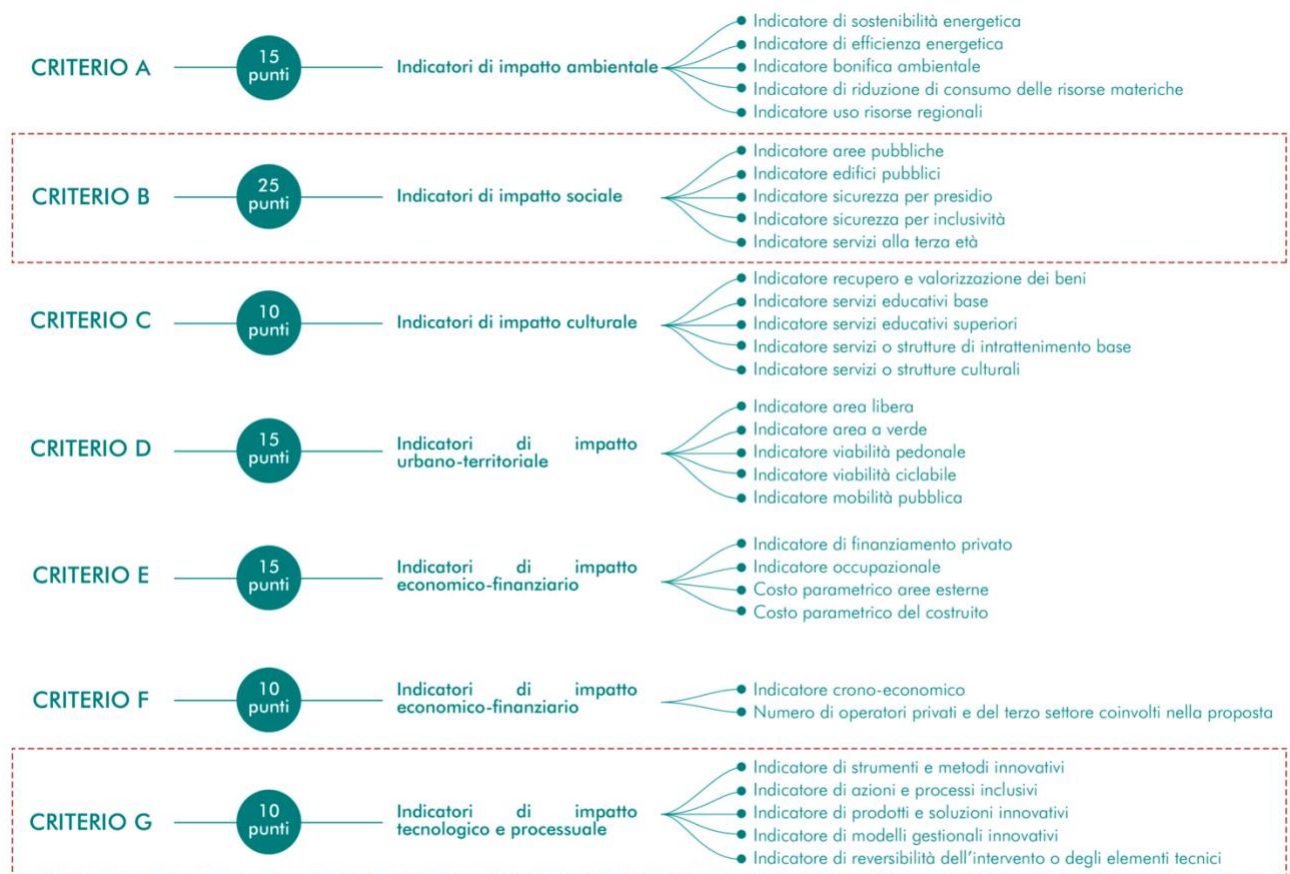 CRITERIO A
15
punti
Indicatori di impatto ambientale
Indicatore di sostenibilità energetica
Indicatore di efficienza energetica
Indicatore bonifica ambientale
Indicatore di riduzione di consumo delle risorse materiche
Indicatore uso risorse regionali
CRITERIO B
25
punti
Indicatori di impatto sociale
Indicatore aree pubbliche
Indicatore edifici pubblici
Indicatore sicurezza per presidio
Indicatore sicurezza per inclusività
Indicatore servizi alla terza età
CRITERIO C
10
punti
Indicatori di impatto culturale
Indicatore recupero e valorizzazione dei beni
Indicatore servizi educativi base
Indicatore servizi educativi superiori
Indicatore servizi o strutture di intrattenimento base
Indicatore servizi o strutture culturali
CRITERIO D
15
punti
Indicatori di impatto
urbano-territoriale
Indicatore area libera
Indicatore area a verde
Indicatore viabilità pedonale
Indicatore viabilità ciclabile
Indicatore mobilità pubblica
CRITERIO E
15
punti
Indicatori di impatto
economico-finanziario
Indicatore di finanziamento privato
Indicatore occupazionale
Costo parametrico aree esterne
Costo parametrico del costruito
CRITERIO F
10
punti
Indicatori di impatto
economico-finanziario
Indicatore crono-economico
Numero di operatori privati e del terzo settore coinvolti nella proposta
CRITERIO G
10
punti
Indicatori di impatto
tecnologico e processuale
Indicatore di strumenti e metodi innovativi
Indicatore di azioni e processi inclusivi
Indicatore di prodotti e soluzioni innovativi
Indicatore di modelli gestionali innovativi
Indicatore di reversibilità dell'intervento o degli elementi tecnici